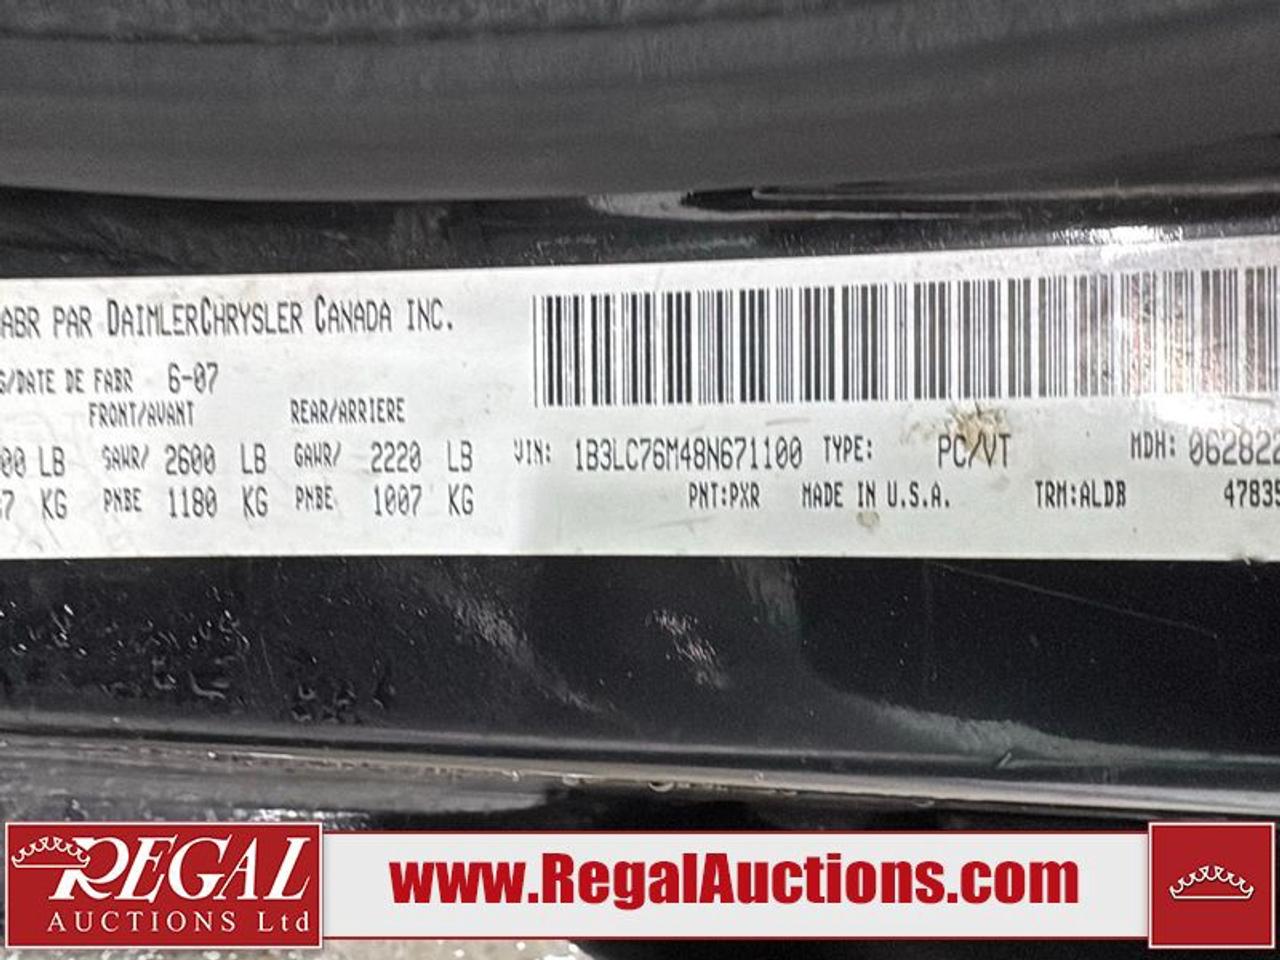 ABR PAR DAIMLERCHRYSLER CANADA INC.
/DATE DE FABR 6-07
FRONT/AVANT REAR/ARRIERE
00 LB GAWR/ 2600 LB GAWR/ 2220 LB VIN: 1B3LC76M48N671100 TYPE: PC/VT MDH: 062822
7 KG PNBE 1180 KG PNBE 1007 KG PNT:PXR MADE IN U.S.A. TRM:ALDB 47835
REGAL
AUCTIONS Ltd
www.RegalAuctions.com